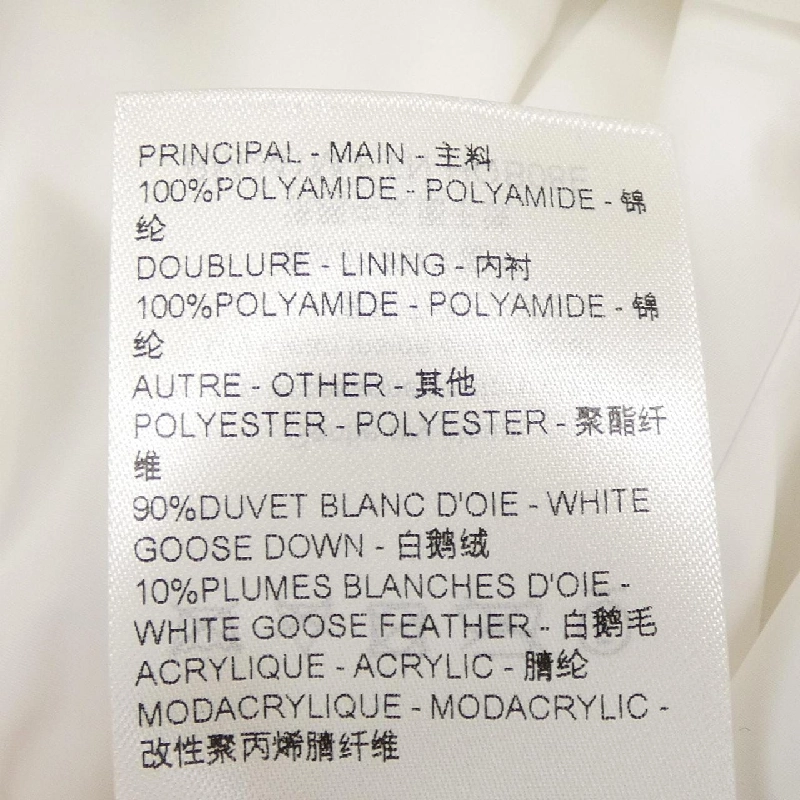 PRINCIPAL - MAIN - 主料
100%POLYAMIDE - POLYAMIDE - 锦
纶
DOUBLURE - LINING - 内衬
100%POLYAMIDE - POLYAMIDE - 锦
纶
AUTRE - OTHER - 其他
POLYESTER - POLYESTER - 聚酯纤
维
90%DUVET BLANC D'OIE - WHITE
GOOSE DOWN - 白鹅绒
10%PLUMES BLANCHES D'OIE -
WHITE GOOSE FEATHER - 白鹅毛
ACRYLIQUE - ACRYLIC - 腈纶
MODACRYLIQUE - MODACRYLIC -
改性聚丙烯腈纤维